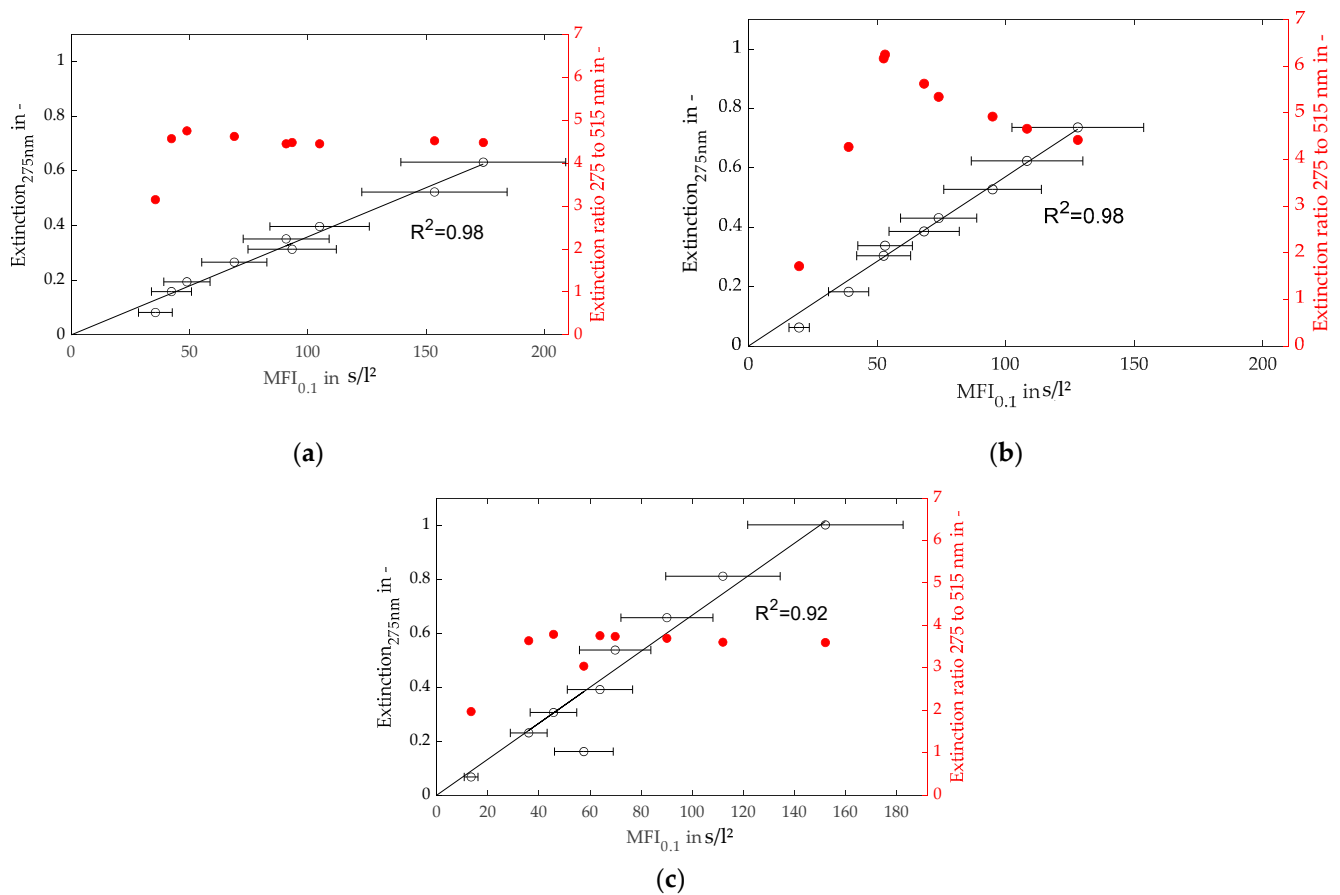 Extinction275nm in -
1
0.8
0.6
0.4
0.2
0
0 50 100 150 200
MFI0.1 in s/l²
R2=0.98
7
6
5
4
3
2
1
0
Extinction ratio 275 to 515 nm in -
(a)
Extinction275nm in -
1
0.8
0.6
0.4
0.2
0
0 50 100 150 200
MFI0.1 in s/l²
R2=0.98
7
6
5
4
3
2
1
0
Extinction ratio 275 to 515 nm in -
(b)
Extinction275nm in -
1
0.8
0.6
0.4
0.2
0
0 20 40 60 80 100 120 140 160 180
MFI0.1 in s/l²
R2=0.92
7
6
5
4
3
2
1
0
Extinction ratio 275 to 515 nm in -
(c)